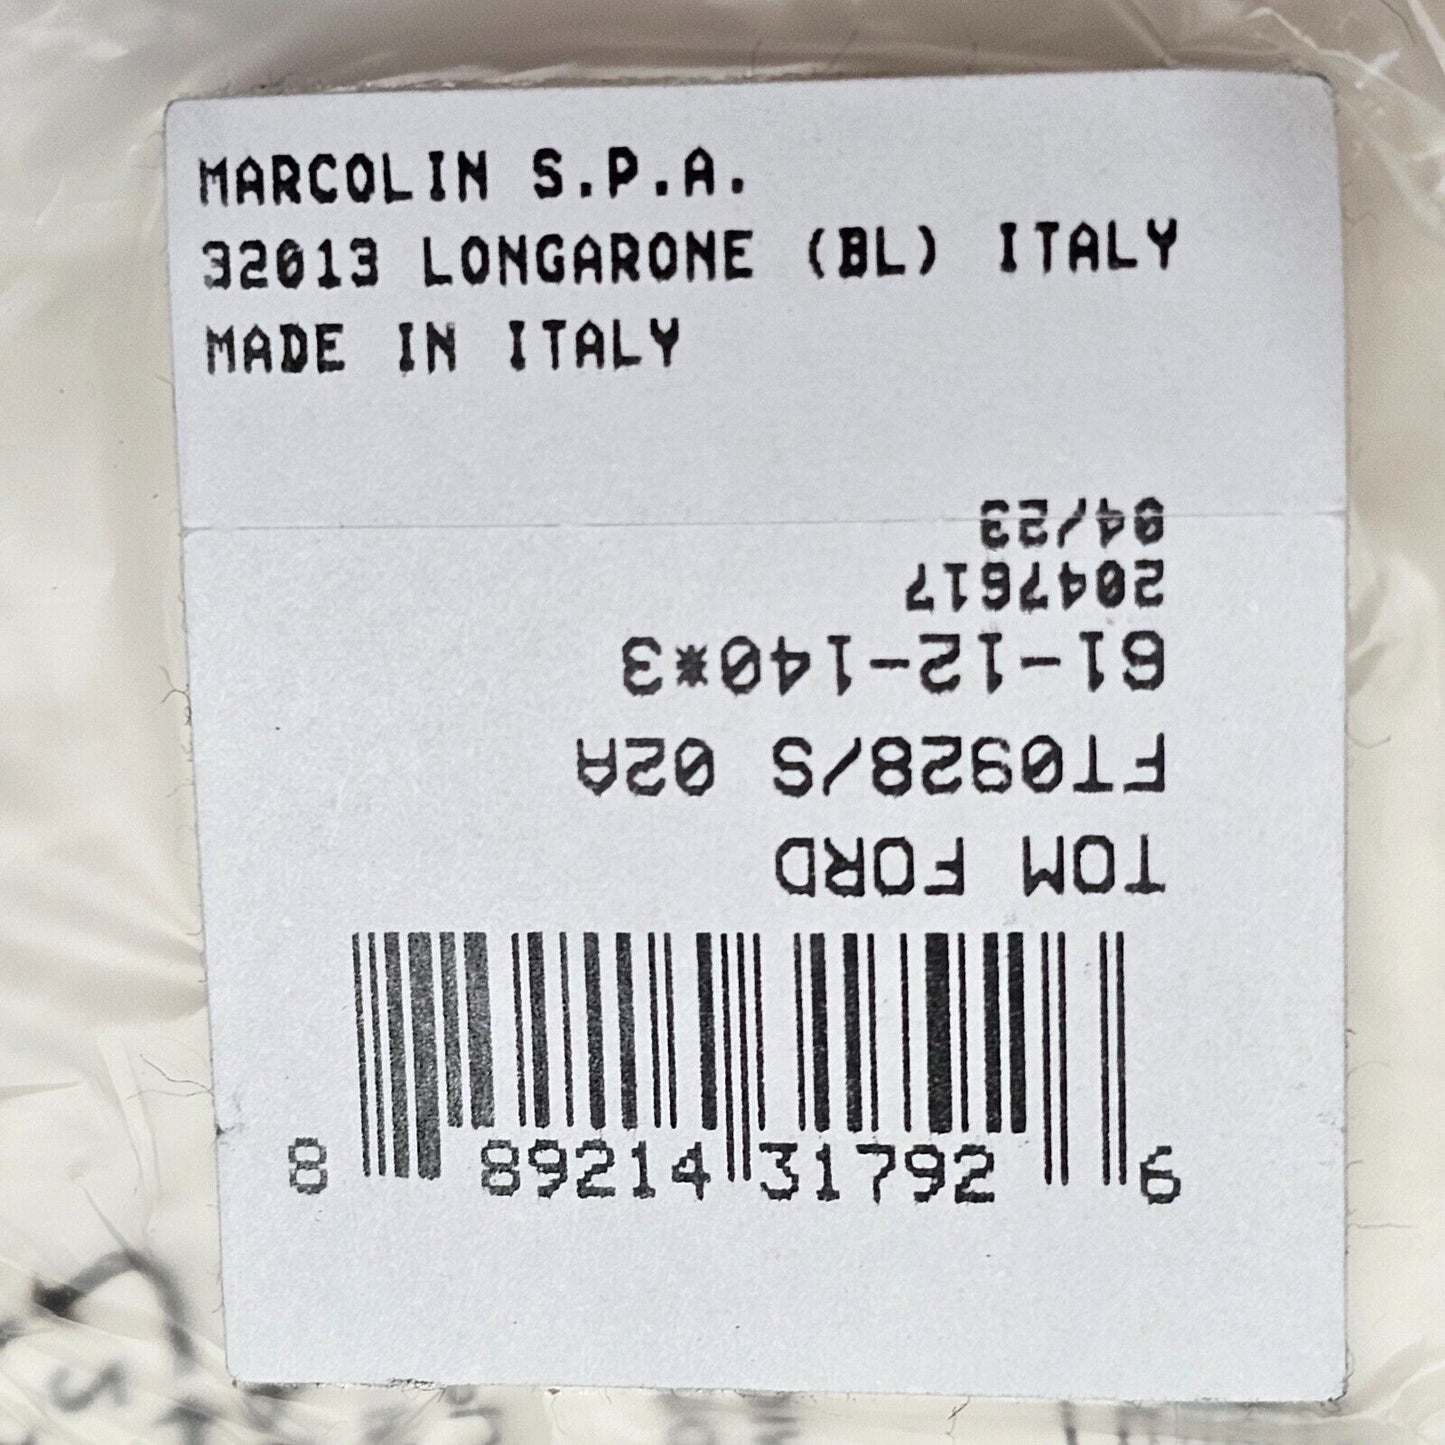 MARCOLIN S.P.A.
32013 LONGARONE (BL) ITALY
MADE IN ITALY
TOM FORD
FT0928/S 02A
61-12-140*3
2047617
04/23
8 89214 31792 6